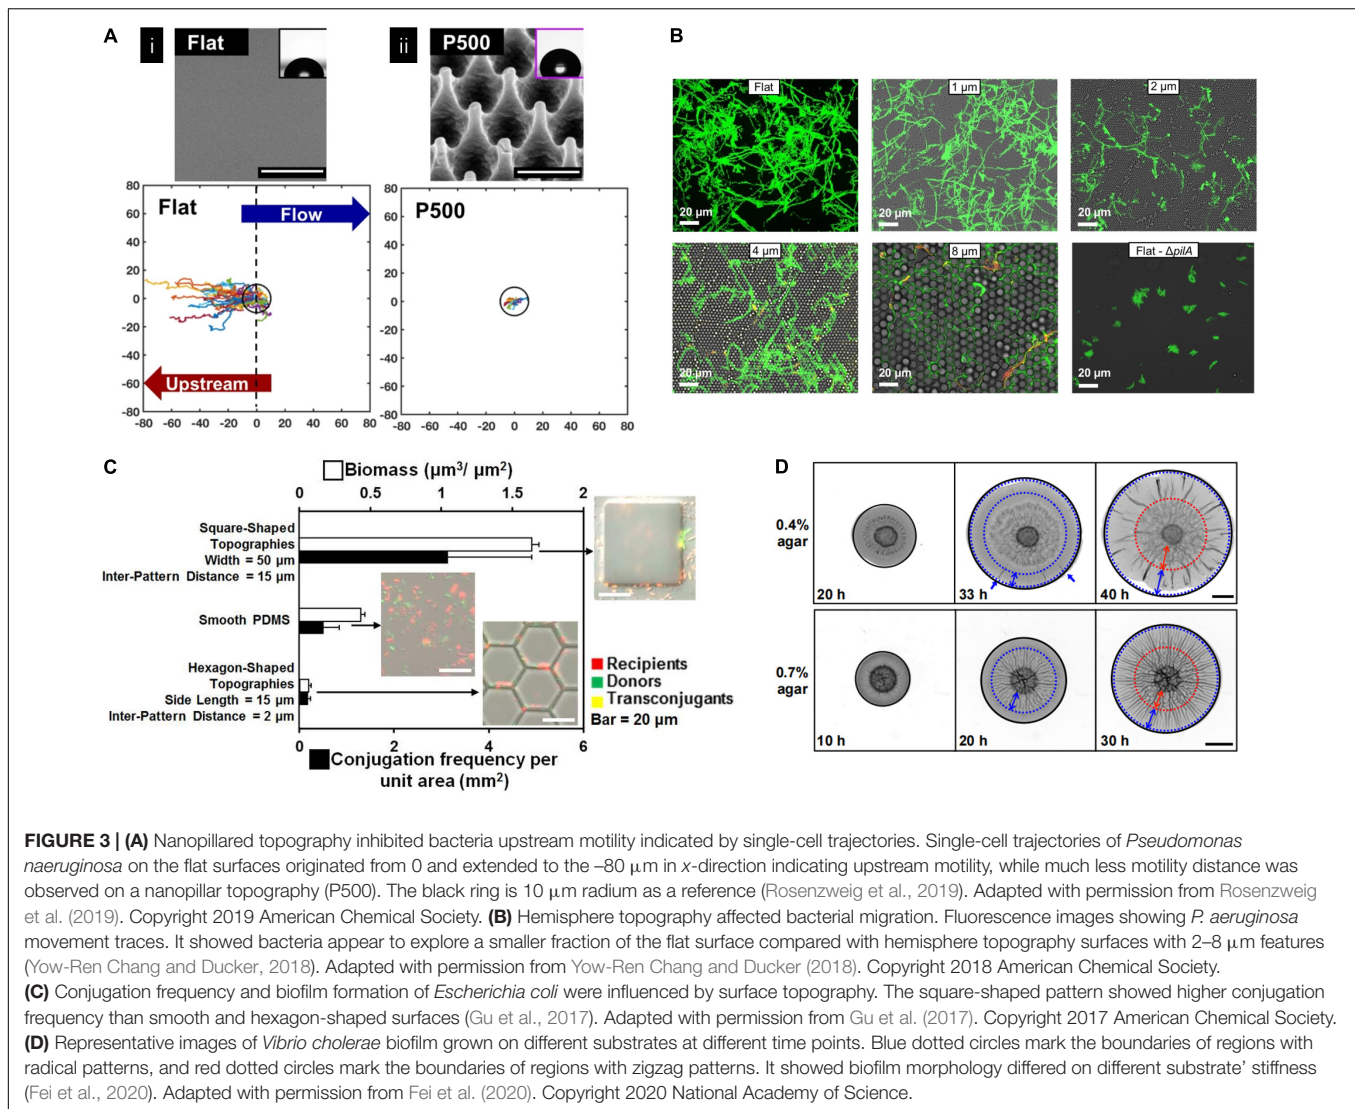 A
i
Flat
ii
P500
80
60
40
20
0
-20
-40
-60
-80
Flat
Flow
Upstream
-80 -60 -40 -20 0 20 40 60 80
80
60
40
20
0
-20
-40
-60
-80
P500
-80 -60 -40 -20 0 20 40 60 80
B
Flat
20 µm
1 µm
20 µm
2 µm
20 µm
4 µm
20 µm
8 µm
20 µm
Flat - ΔpilA
20 µm
C
Biomass (µm³/ µm²)
0 0.5 1 1.5 2
Square-Shaped
Topographies
Width = 50 µm
Inter-Pattern Distance = 15 µm
Smooth PDMS
Hexagon-Shaped
Topographies
Side Length = 15 µm
Inter-Pattern Distance = 2 µm
0 2 4 6
Conjugation frequency per
unit area (mm²)
Recipients
Donors
Transconjugants
Bar = 20 µm
D
0.4%
agar
20 h
33 h
40 h
0.7%
agar
10 h
20 h
30 h
FIGURE 3 | (A) Nanopillared topography inhibited bacteria upstream motility indicated by single-cell trajectories. Single-cell trajectories of Pseudomonas
naeruginosa on the flat surfaces originated from 0 and extended to the –80 µm in x-direction indicating upstream motility, while much less motility distance was
observed on a nanopillar topography (P500). The black ring is 10 µm radium as a reference (Rosenzweig et al., 2019). Adapted with permission from Rosenzweig
et al. (2019). Copyright 2019 American Chemical Society. (B) Hemisphere topography affected bacterial migration. Fluorescence images showing P. aeruginosa
movement traces. It showed bacteria appear to explore a smaller fraction of the flat surface compared with hemisphere topography surfaces with 2–8 µm features
(Yow-Ren Chang and Ducker, 2018). Adapted with permission from Yow-Ren Chang and Ducker (2018). Copyright 2018 American Chemical Society.
(C) Conjugation frequency and biofilm formation of Escherichia coli were influenced by surface topography. The square-shaped pattern showed higher conjugation
frequency than smooth and hexagon-shaped surfaces (Gu et al., 2017). Adapted with permission from Gu et al. (2017). Copyright 2017 American Chemical Society.
(D) Representative images of Vibrio cholerae biofilm grown on different substrates at different time points. Blue dotted circles mark the boundaries of regions with
radical patterns, and red dotted circles mark the boundaries of regions with zigzag patterns. It showed biofilm morphology differed on different substrate' stiffness
(Fei et al., 2020). Adapted with permission from Fei et al. (2020). Copyright 2020 National Academy of Science.